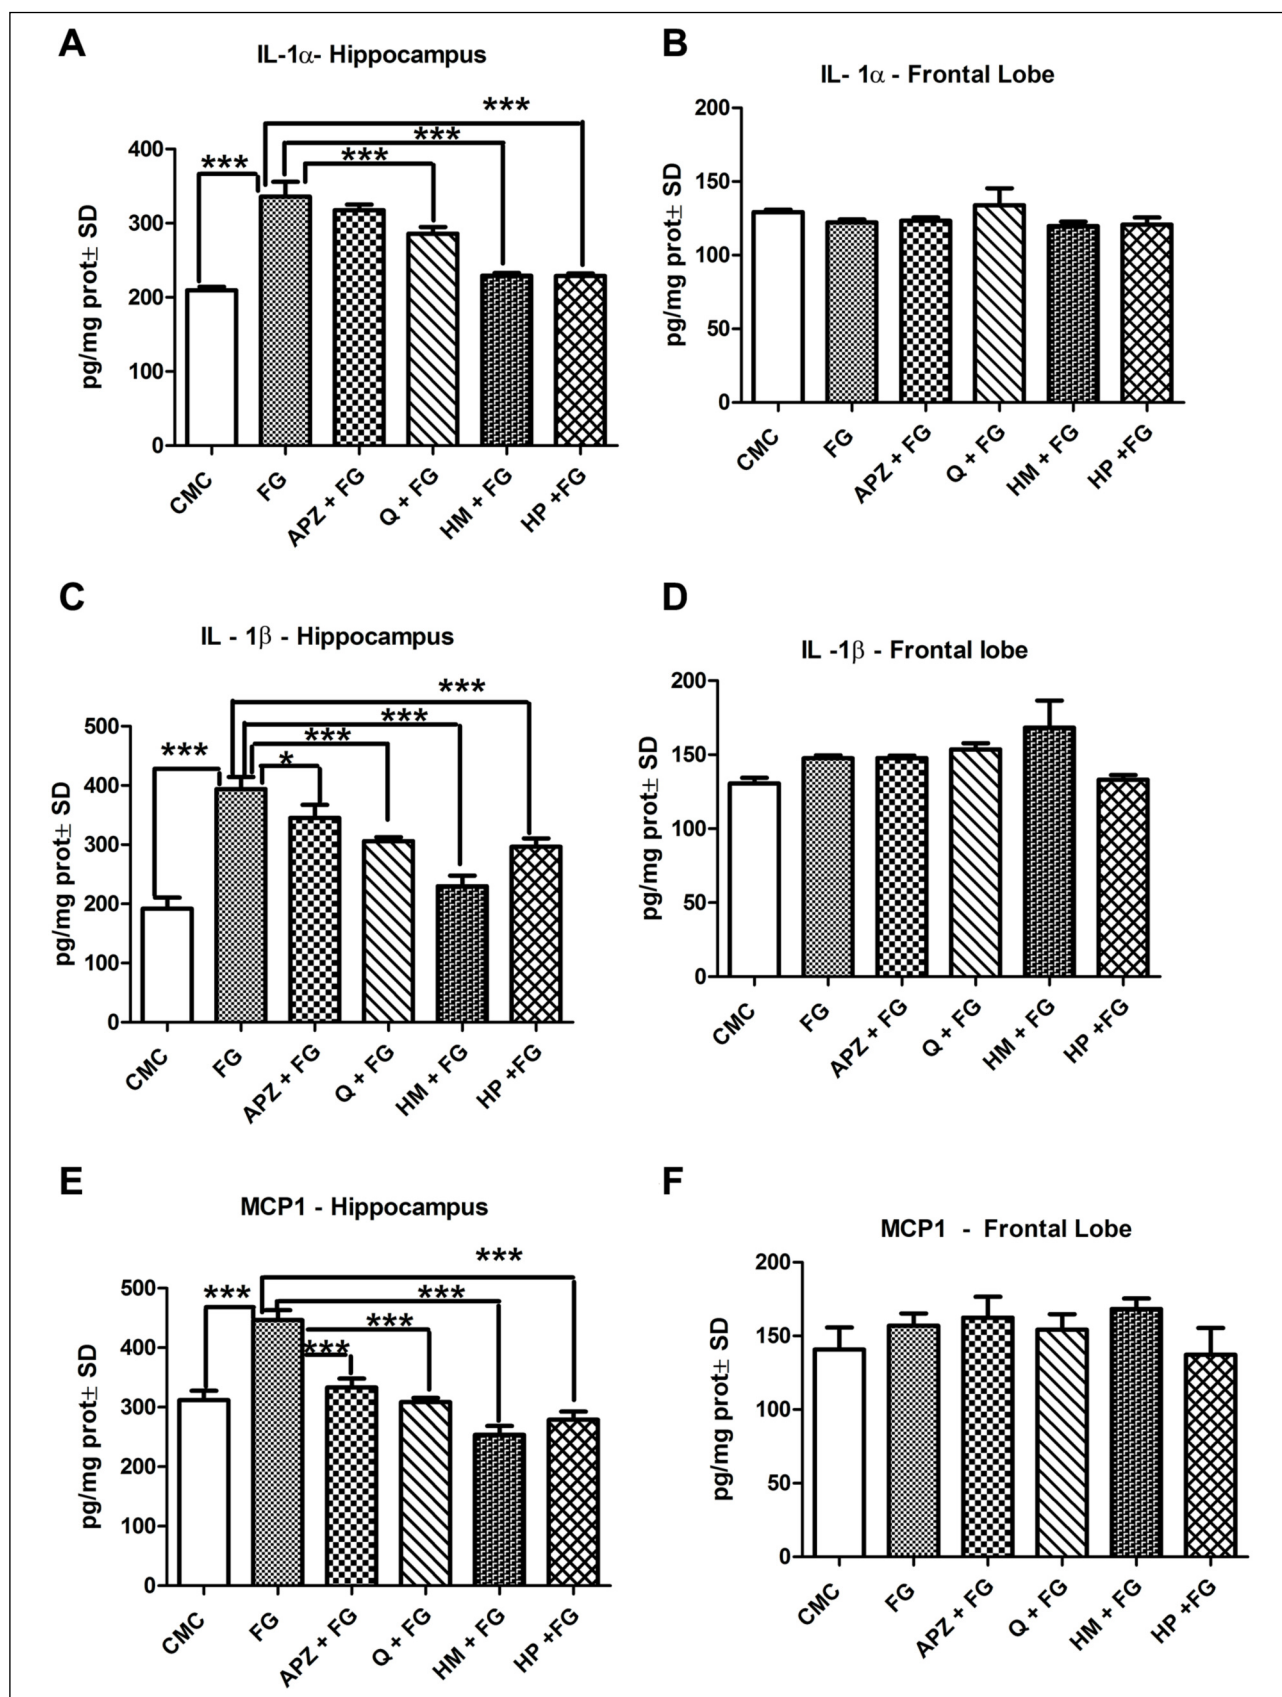 A
IL-1α- Hippocampus
pg/mg prot± SD
400
300
200
100
0
***
***
***
***
CMC
FG
APZ + FG
Q + FG
HM + FG
HP +FG
B
IL- 1α - Frontal Lobe
pg/mg prot± SD
200
150
100
50
0
CMC
FG
APZ + FG
Q + FG
HM + FG
HP +FG
C
IL - 1β - Hippocampus
pg/mg prot± SD
500
400
300
200
100
0
***
***
***
***
*
CMC
FG
APZ + FG
Q + FG
HM + FG
HP +FG
D
IL -1β - Frontal lobe
pg/mg prot± SD
200
150
100
50
0
CMC
FG
APZ + FG
Q + FG
HM + FG
HP +FG
E
MCP1 - Hippocampus
pg/mg prot± SD
500
400
300
200
100
0
***
***
***
***
***
CMC
FG
APZ + FG
Q + FG
HM + FG
HP +FG
F
MCP1 - Frontal Lobe
pg/mg prot± SD
200
150
100
50
0
CMC
FG
APZ + FG
Q + FG
HM + FG
HP +FG